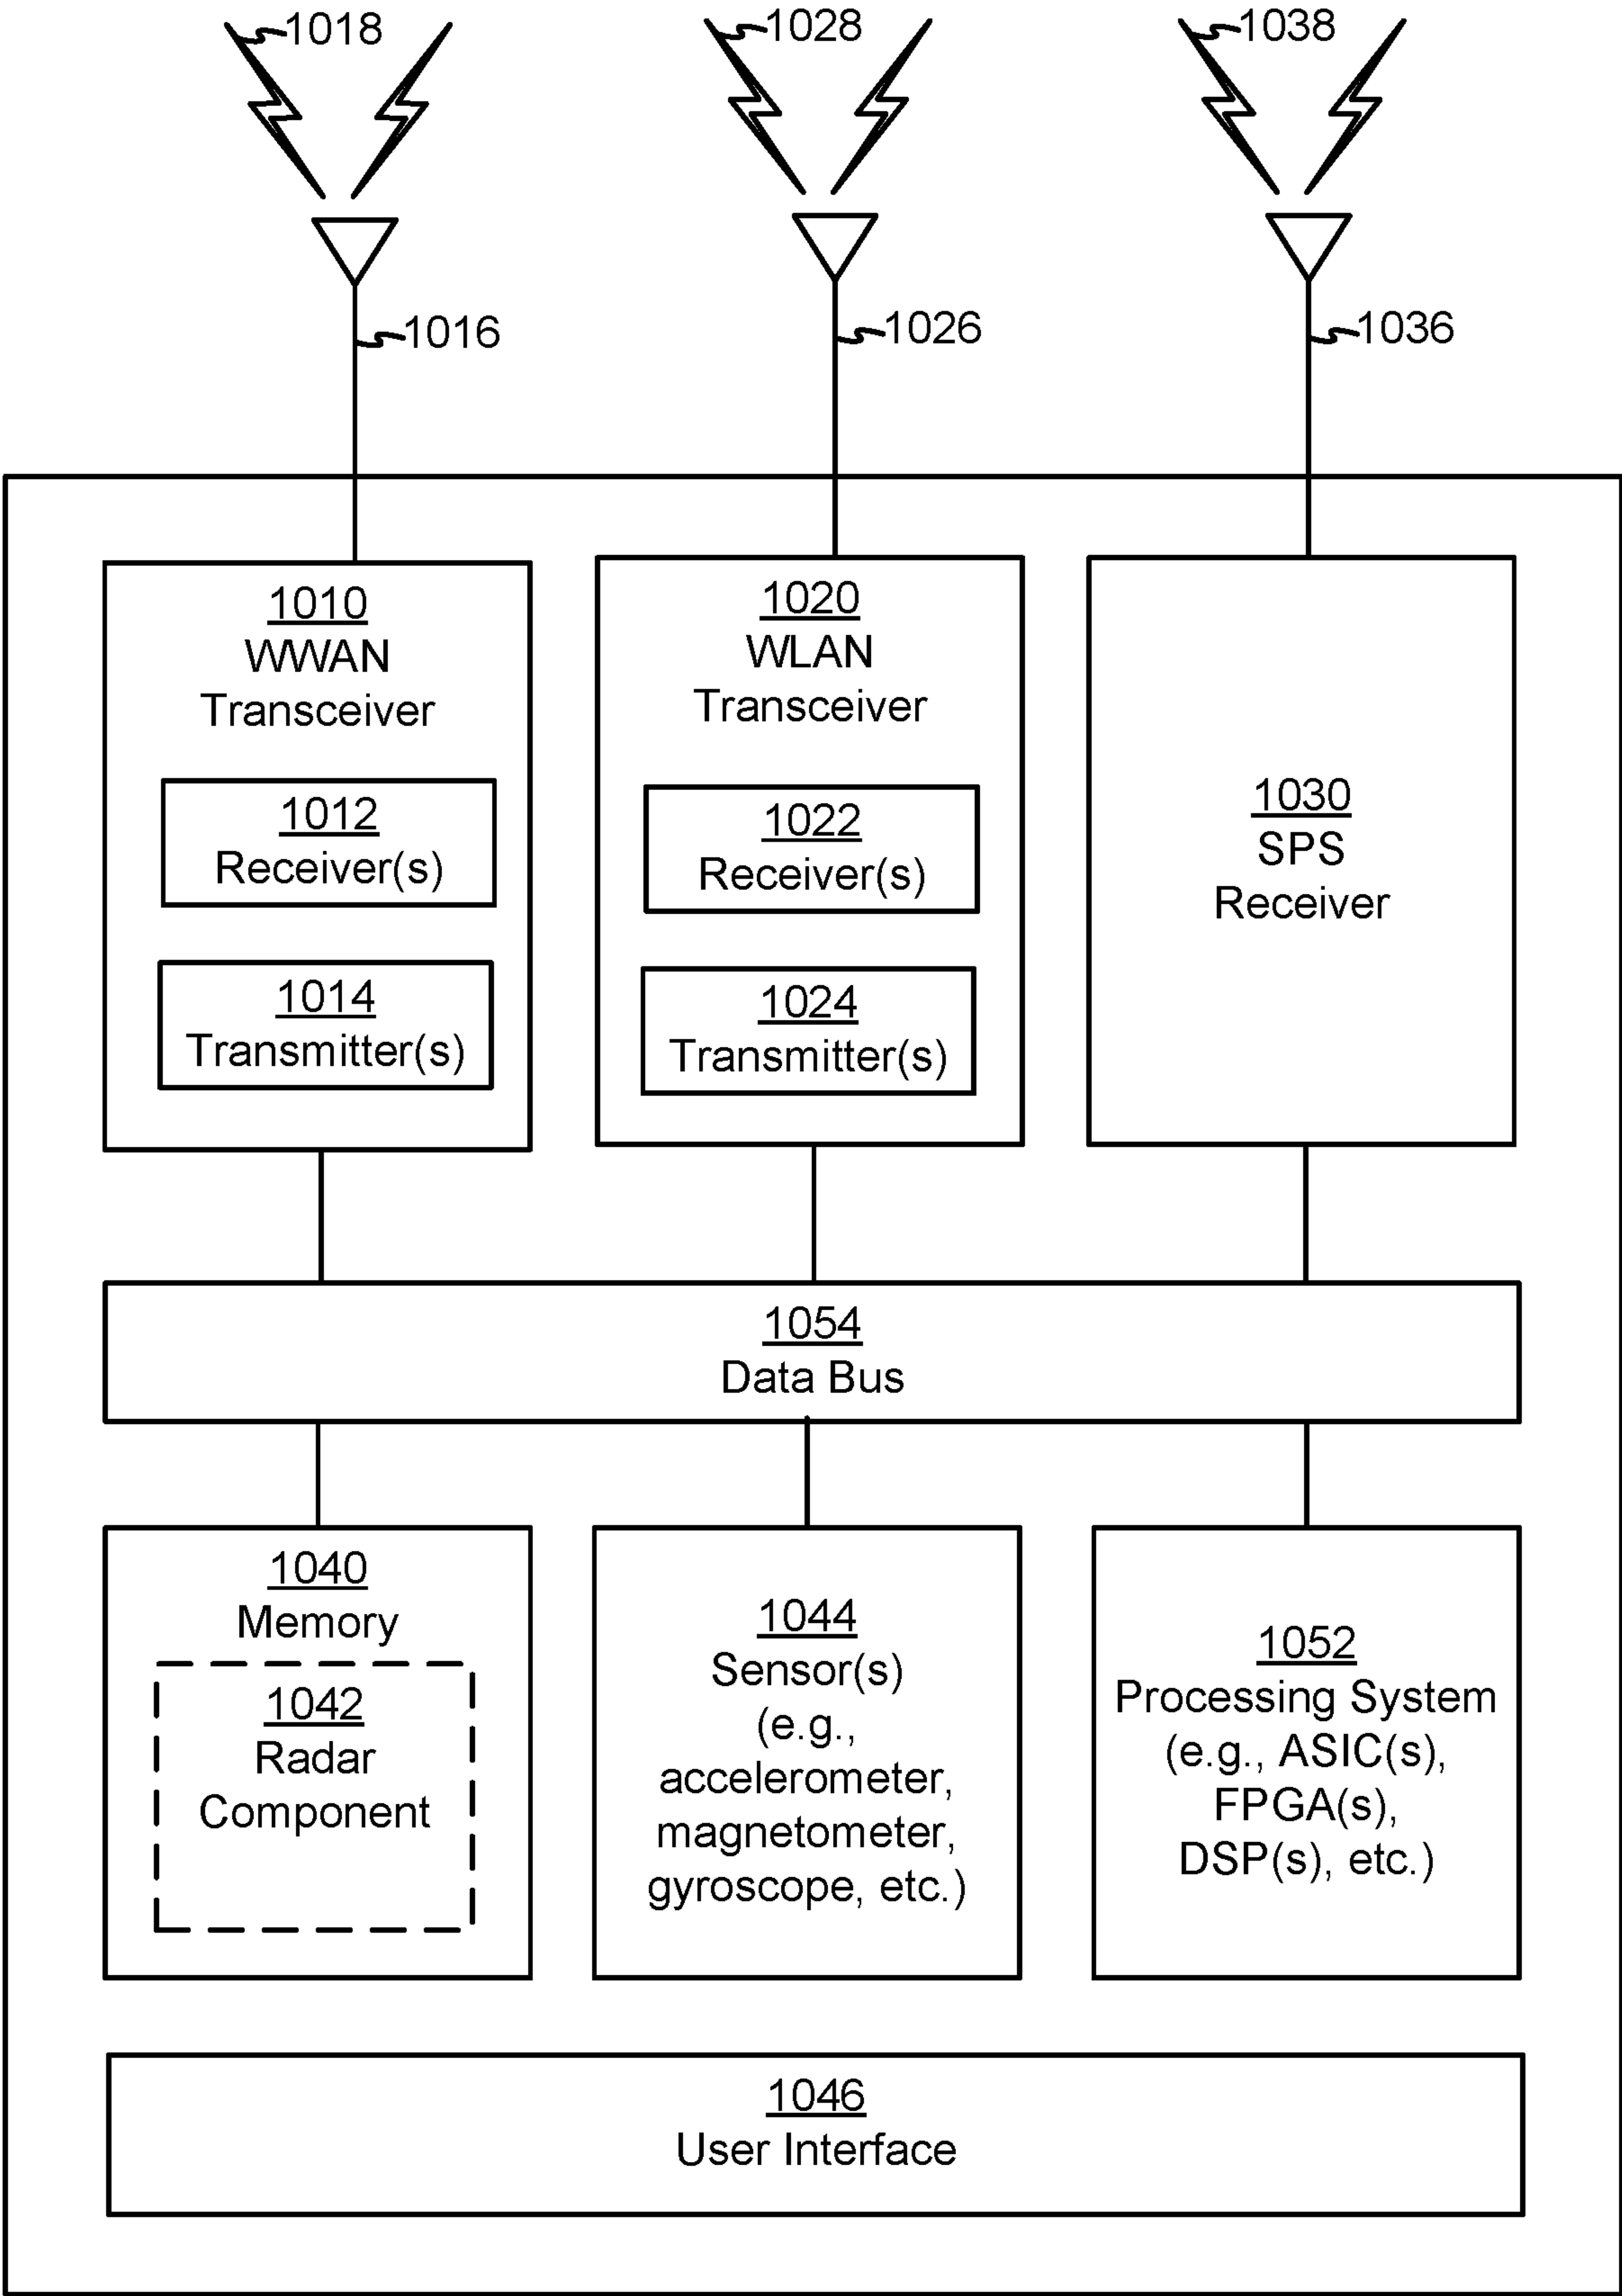 1018
1028
1038
1016
1026
1036
1010
WWAN
Transceiver
1012
Receiver(s)
1014
Transmitter(s)
1020
WLAN
Transceiver
1022
Receiver(s)
1024
Transmitter(s)
1030
SPS
Receiver
1054
Data Bus
1040
Memory
1042
Radar
Component
1044
Sensor(s)
(e.g.,
accelerometer,
magnetometer,
gyroscope, etc.)
1052
Processing System
(e.g., ASIC(s),
FPGA(s),
DSP(s), etc.)
1046
User Interface